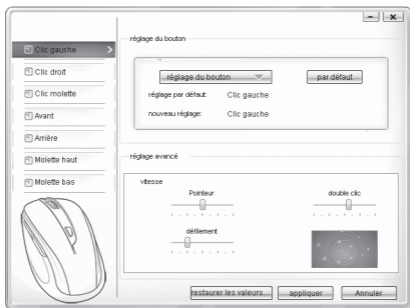 Clic gauche
Clic droit
Clic molette
Avant
Arrière
Molette haut
Molette bas
réglage du bouton
réglage du bouton
par défaut
réglage par défaut: Clic gauche
nouveau réglage: Clic gauche
réglage avancé
vitesse
Pointeur
double clic
défilement
restaurer les valeurs...
appliquer
Annuler